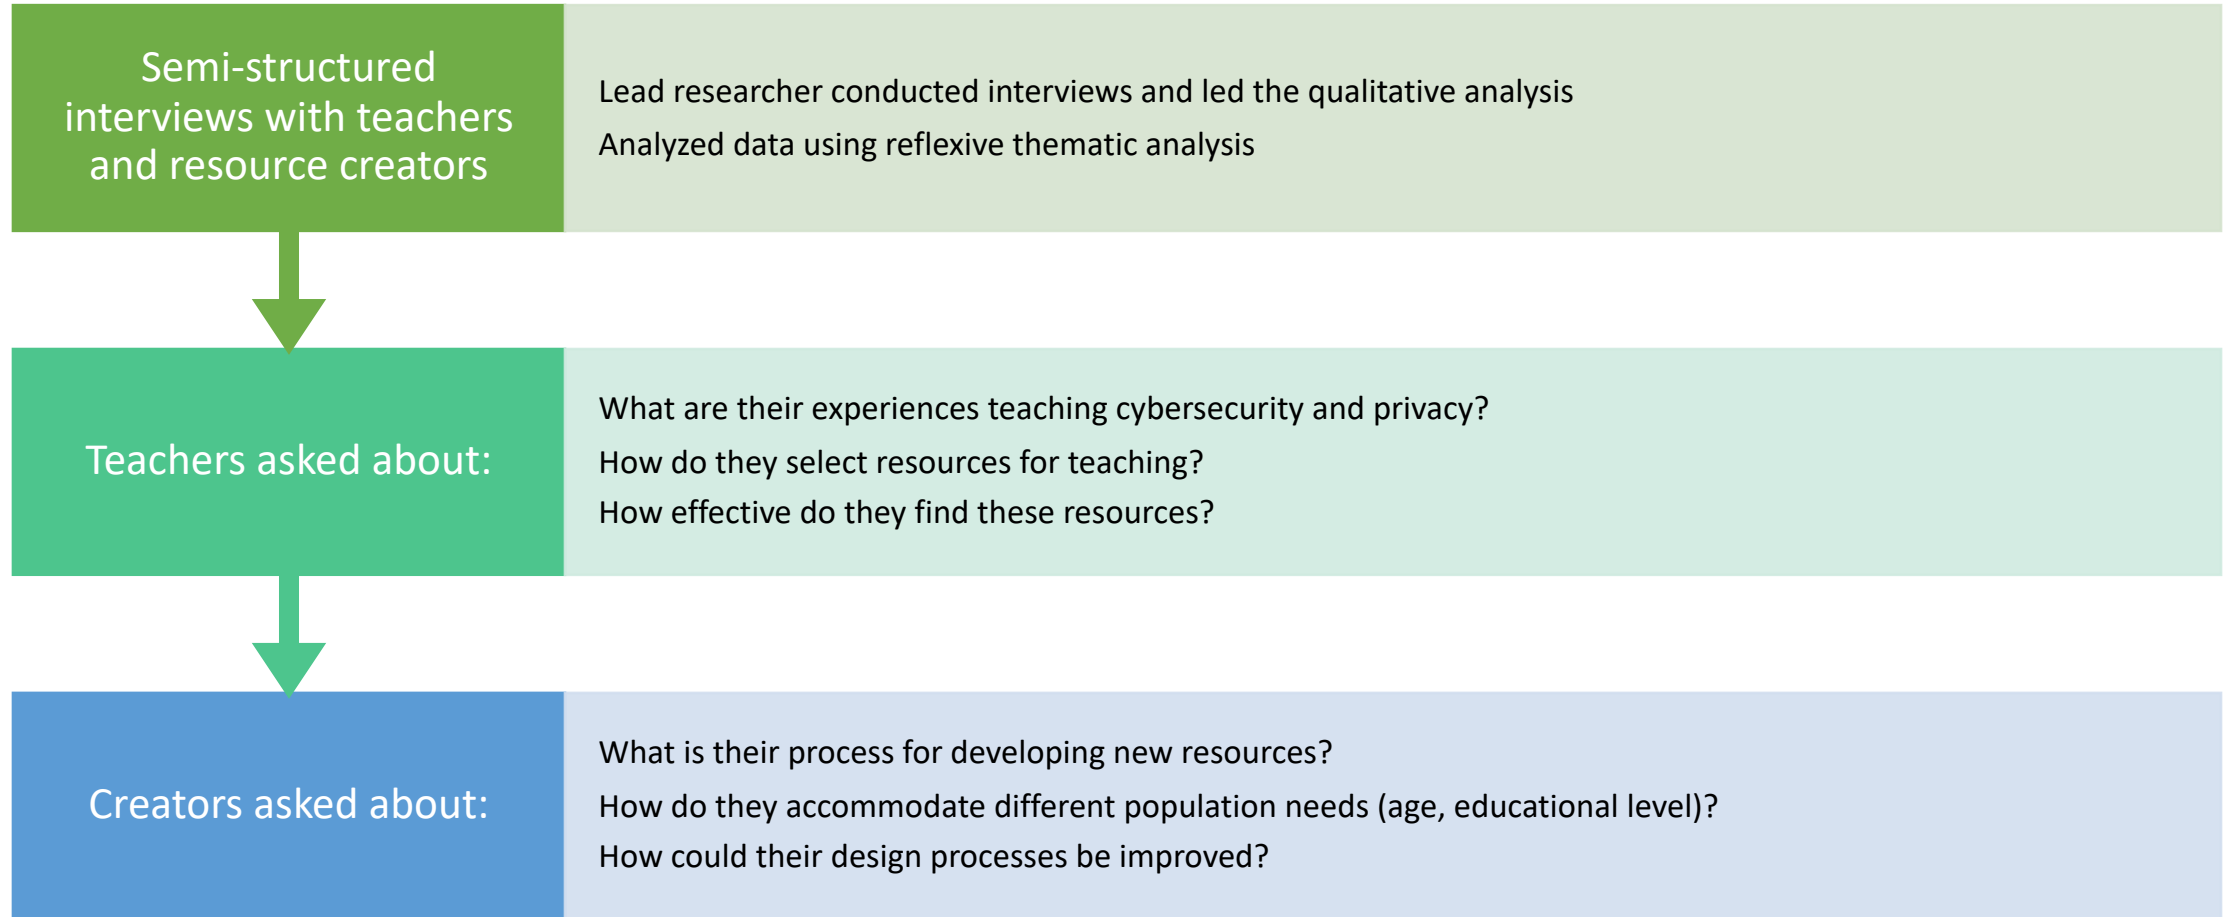 Semi-structured
interviews with teachers
and resource creators
Lead researcher conducted interviews and led the qualitative analysis
Analyzed data using reflexive thematic analysis
Teachers asked about:
What are their experiences teaching cybersecurity and privacy?
How do they select resources for teaching?
How effective do they find these resources?
Creators asked about:
What is their process for developing new resources?
How do they accommodate different population needs (age, educational level)?
How could their design processes be improved?